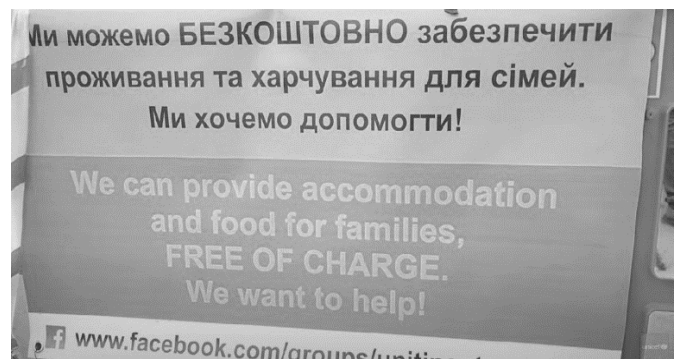 Ми можемо БЕЗКОШТОВНО забезпечити
проживання та харчування для сімей.
Ми хочемо допомогти!
We can provide accommodation
and food for families,
FREE OF CHARGE.
We want to help!
www.facebook.com/groups/uniting